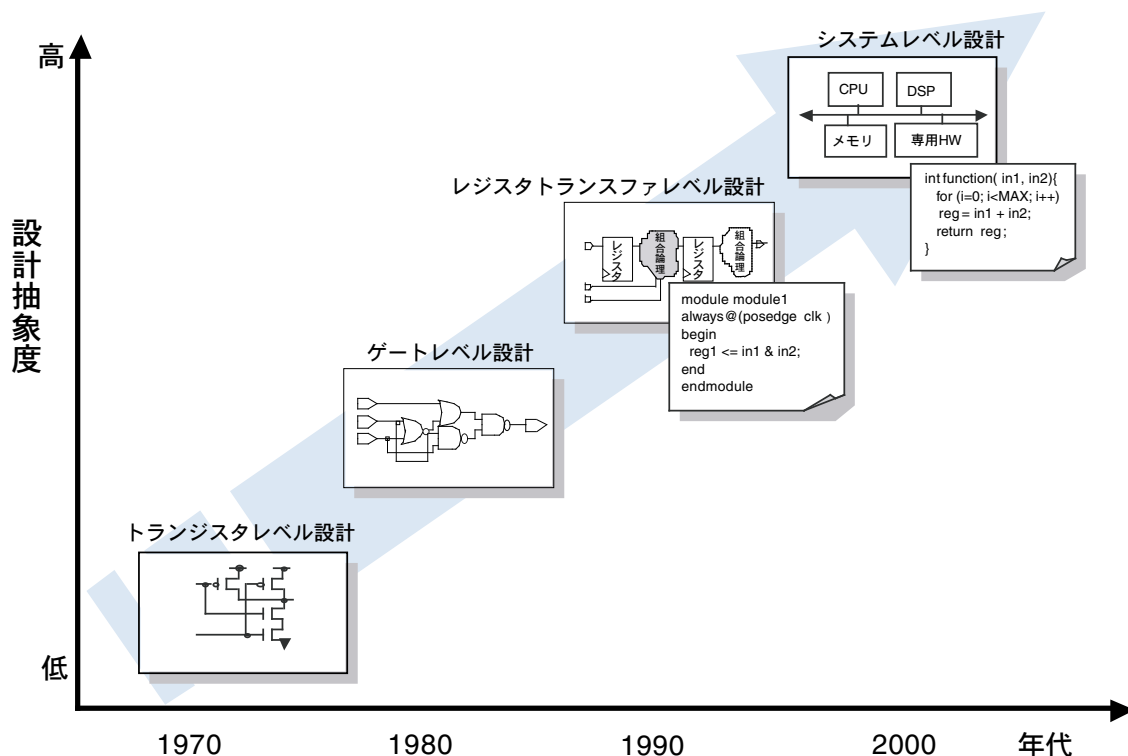 高
設計抽象度
低
システムレベル設計
CPU
DSP
メモリ
専用HW
int function( in1, in2){
for (i=0; i<MAX; i++)
reg = in1 + in2;
return reg;
}
レジスタトランスファレベル設計
レジスタ
組合論理
レジスタ
組合論理
module module1
always@(posedge clk )
begin
reg1 <= in1 & in2;
end
endmodule
ゲートレベル設計
トランジスタレベル設計
1970
1980
1990
2000
年代